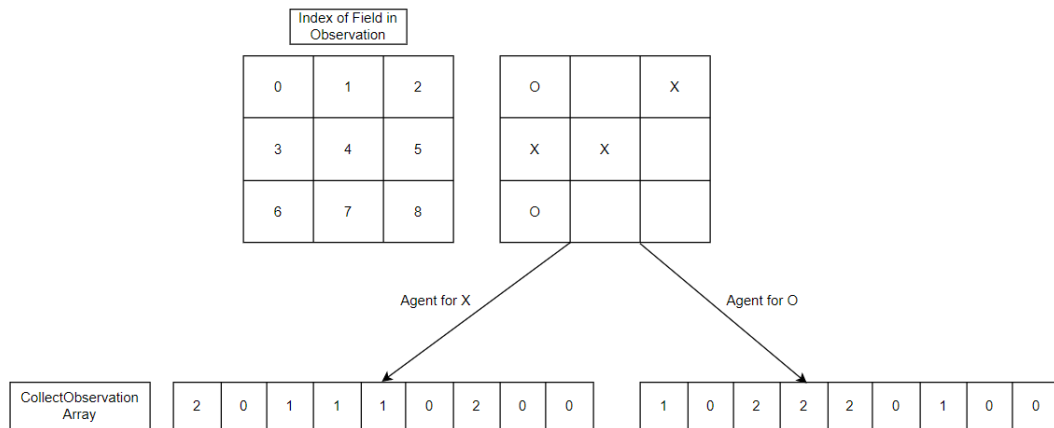 Index of Field in
Observation
0 1 2
3 4 5
6 7 8
O X
X X
O
Agent for X
Agent for O
CollectObservation
Array
2 0 1 1 1 0 2 0 0
1 0 2 2 2 0 1 0 0